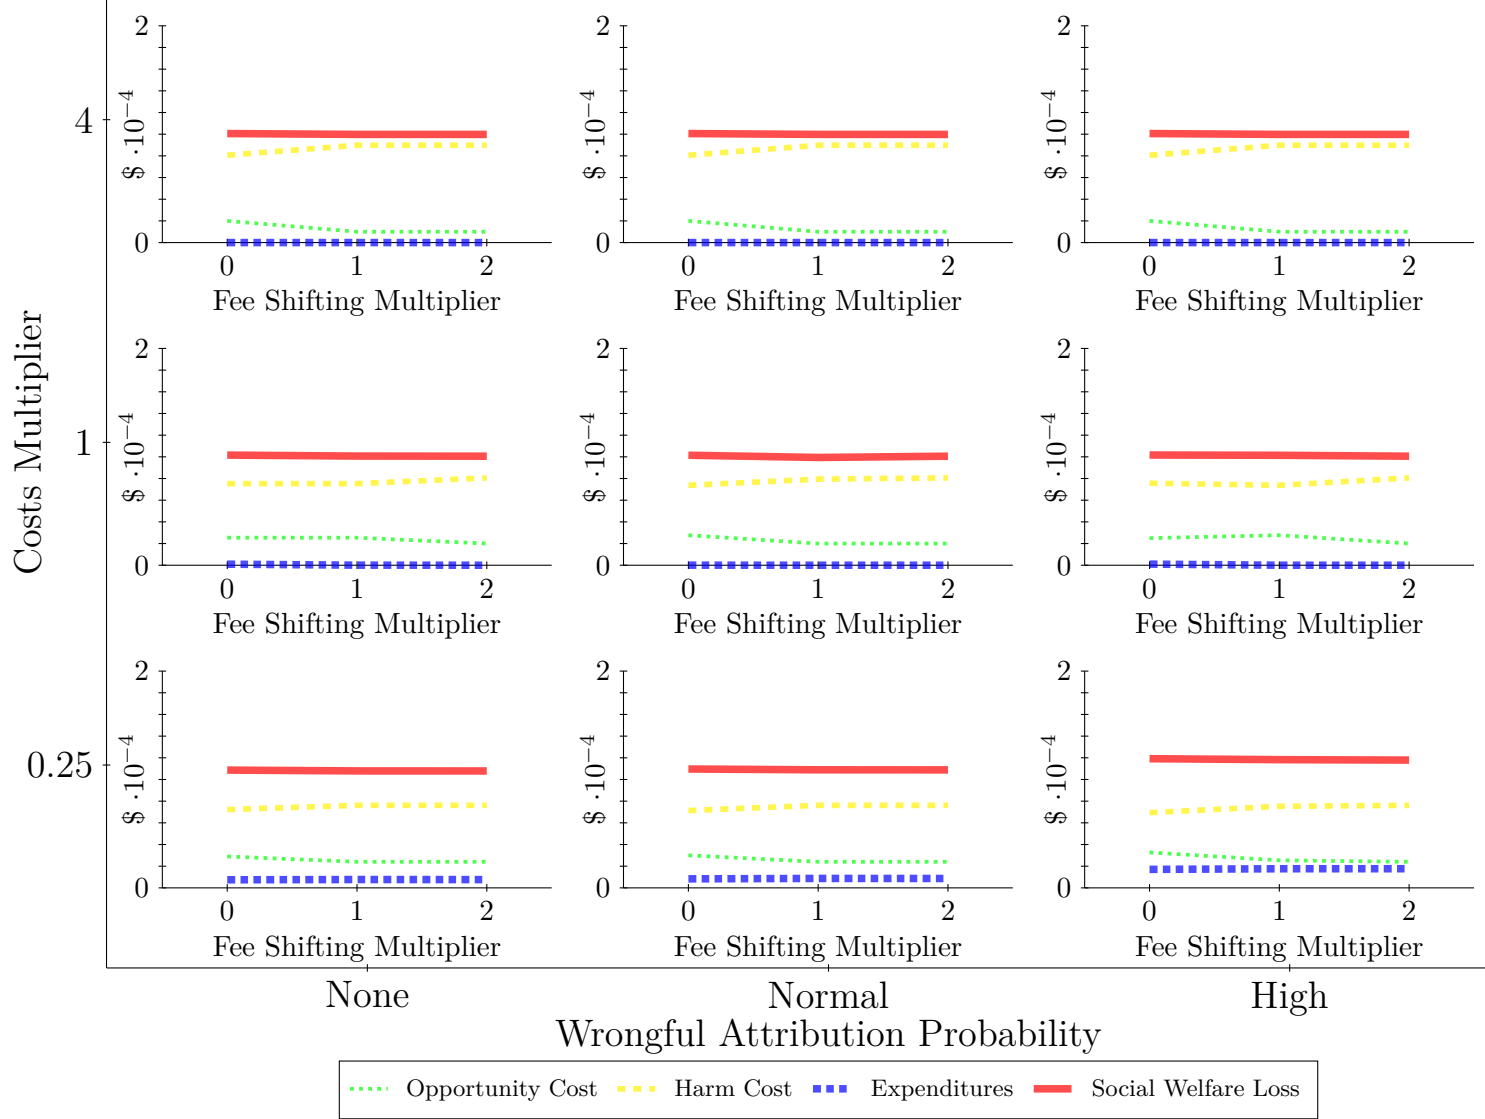 2
2
2
$ ·10⁻⁴
$ ·10⁻⁴
$ ·10⁻⁴
4
0
0
0
0 1 2
0 1 2
0 1 2
Fee Shifting Multiplier
Fee Shifting Multiplier
Fee Shifting Multiplier
Costs Multiplier
2
2
2
$ ·10⁻⁴
$ ·10⁻⁴
$ ·10⁻⁴
1
0
0
0
0 1 2
0 1 2
0 1 2
Fee Shifting Multiplier
Fee Shifting Multiplier
Fee Shifting Multiplier
2
2
2
$ ·10⁻⁴
$ ·10⁻⁴
$ ·10⁻⁴
0.25
0
0
0
0 1 2
0 1 2
0 1 2
Fee Shifting Multiplier
Fee Shifting Multiplier
Fee Shifting Multiplier
None
Normal
High
Wrongful Attribution Probability
Opportunity Cost
Harm Cost
Expenditures
Social Welfare Loss